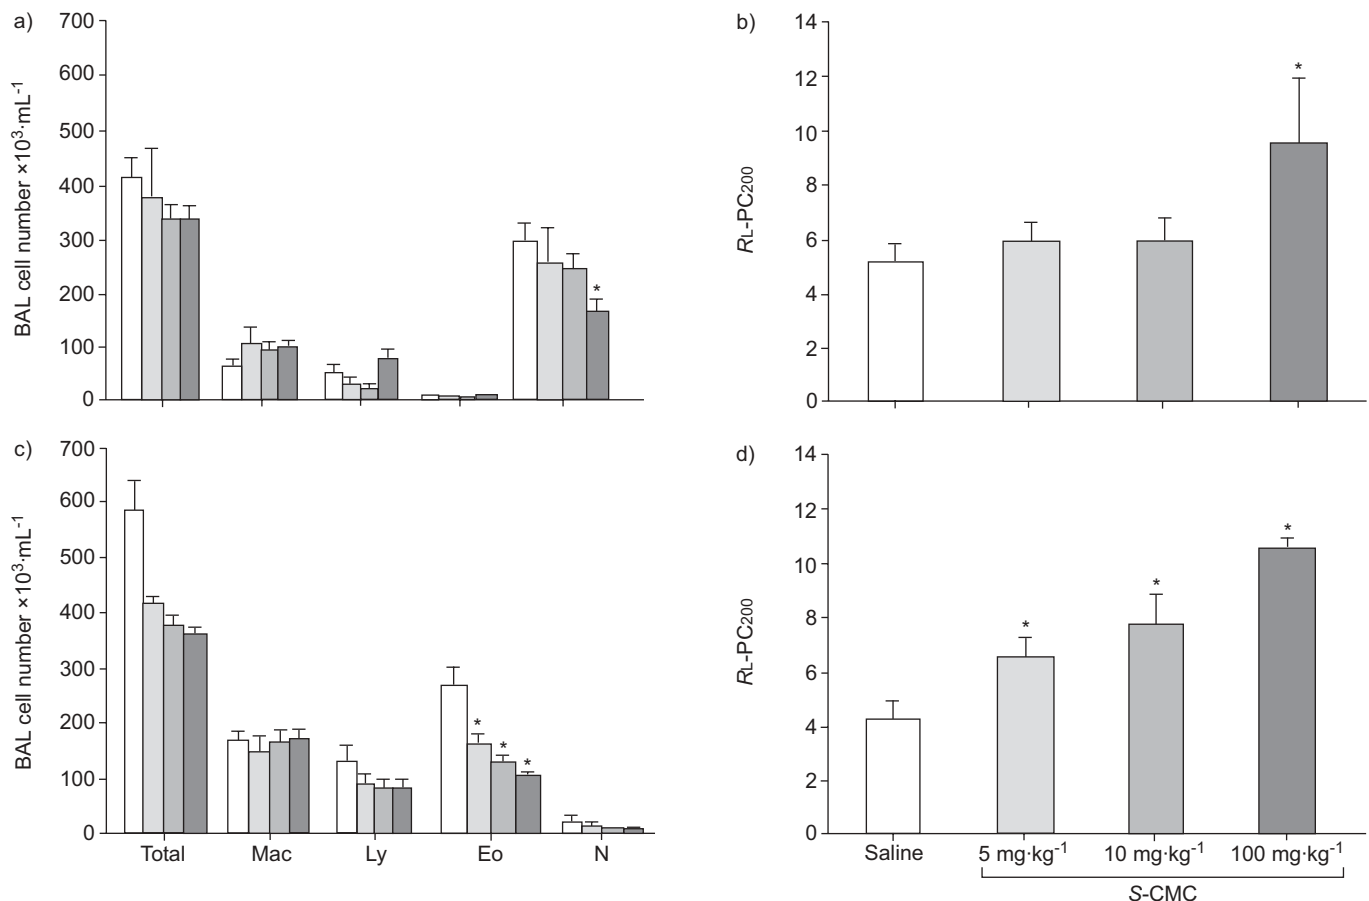 a)
BAL cell number ×10³·mL⁻¹
700
600
500
400
300
200
100
0
*
b)
RL-PC200
14
12
10
8
6
4
2
0
*
c)
BAL cell number ×10³·mL⁻¹
700
600
500
400
300
200
100
0
* * *
Total Mac Ly Eo N
d)
RL-PC200
14
12
10
8
6
4
2
0
* * *
Saline 5 mg·kg⁻¹ 10 mg·kg⁻¹ 100 mg·kg⁻¹
S-CMC